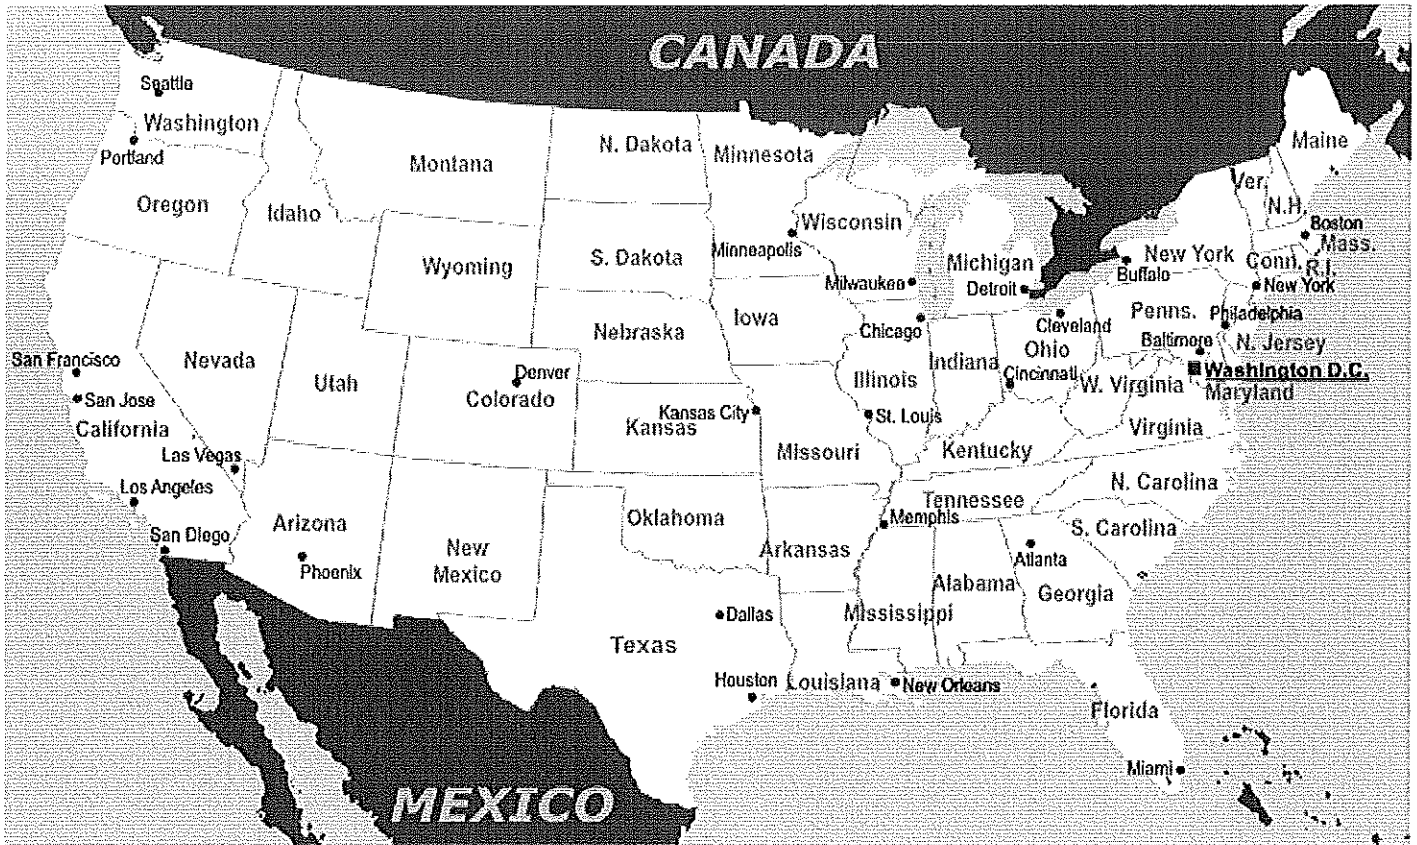 CANADA
Seattle
Washington
Portland
Oregon
Idaho
Montana
N. Dakota
Minnesota
Maine
Ver.
N.H.
Boston
Mass.
Wisconsin
Minneapolis
Wyoming
S. Dakota
Michigan
New York
Conn.
R.I.
Buffalo
Milwaukee
Detroit
New York
Nebraska
Iowa
Chicago
Cleveland
Penns.
Philadelphia
San Francisco
Nevada
Utah
Denver
Colorado
Illinois
Indiana
Ohio
Cincinnati
Baltimore
N. Jersey
Washington D.C.
W. Virginia
Maryland
San Jose
California
Kansas City
Kansas
St. Louis
Virginia
Las Vegas
Missouri
Kentucky
Los Angeles
N. Carolina
Tennessee
San Diego
Arizona
Oklahoma
Memphis
S. Carolina
New
Mexico
Arkansas
Atlanta
Phoenix
Alabama
Georgia
Dallas
Mississippi
Texas
Houston
Louisiana
New Orleans
Florida
Miami
MEXICO